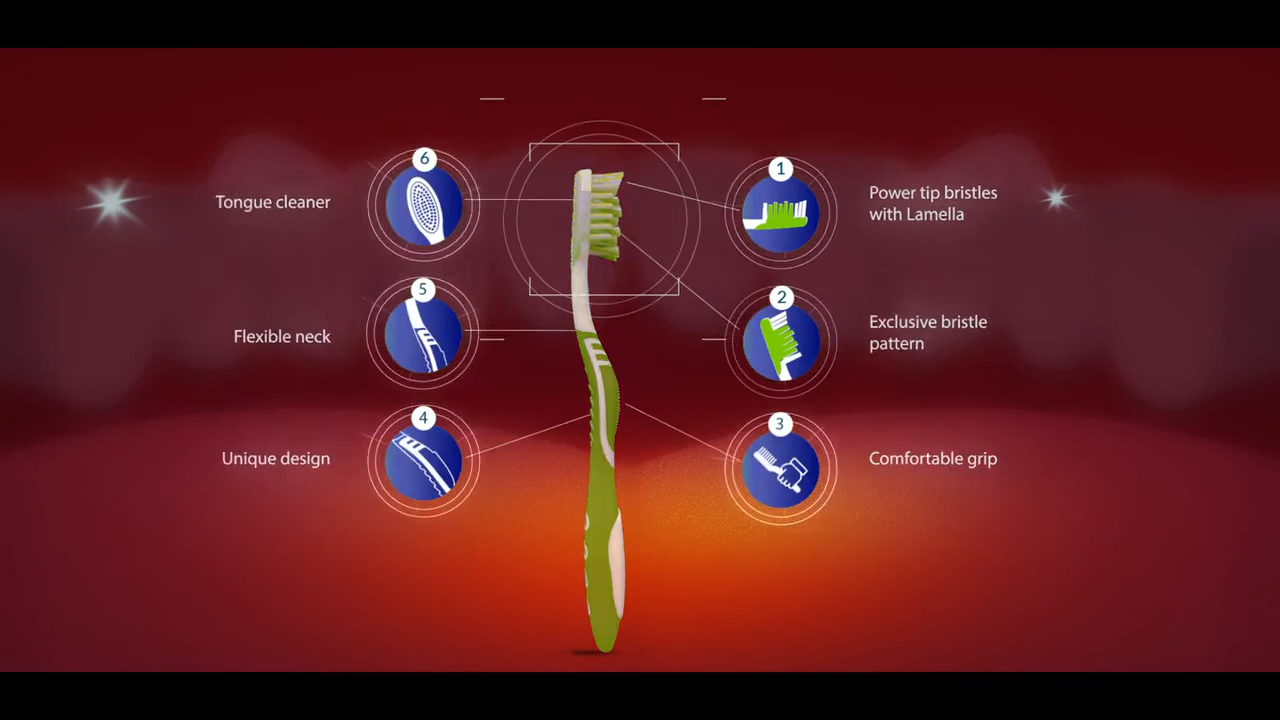 6
Tongue cleaner
5
Flexible neck
4
Unique design
1
Power tip bristles
with Lamella
2
Exclusive bristle
pattern
3
Comfortable grip